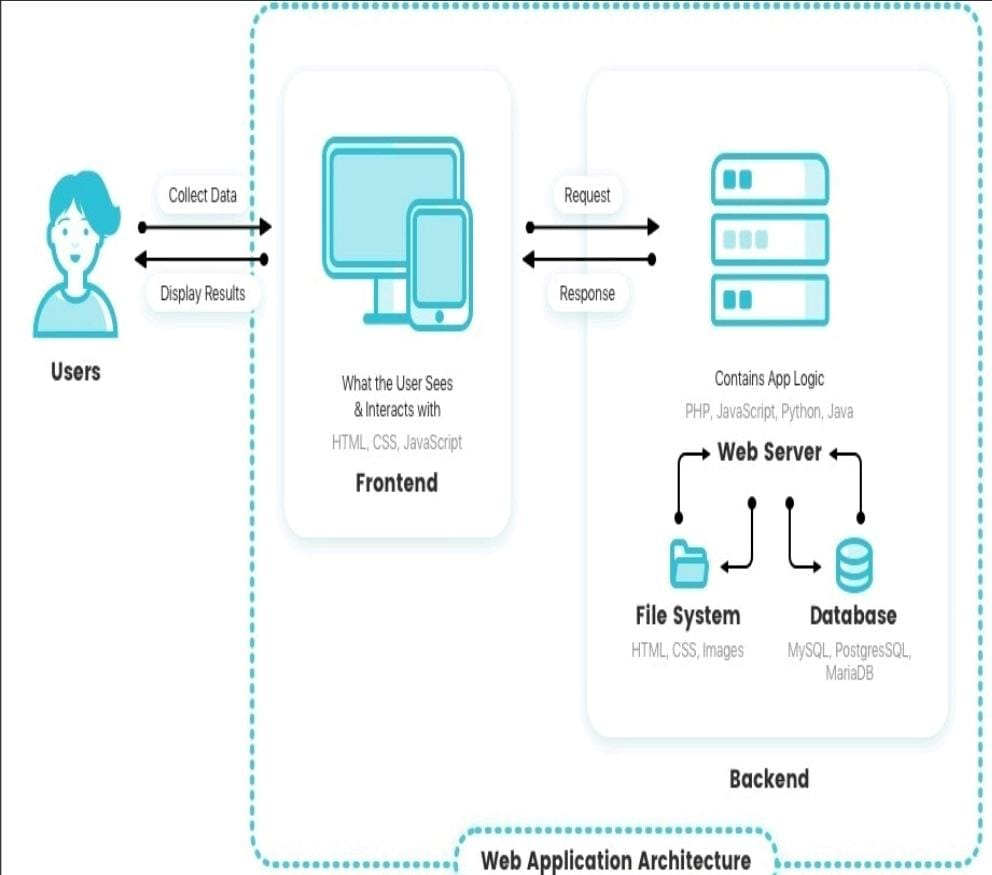 Collect Data
Display Results
Users
What the User Sees
& Interacts with
HTML, CSS, JavaScript
Frontend
Request
Response
Contains App Logic
PHP, JavaScript, Python, Java
Web Server
File System
HTML, CSS, Images
Database
MySQL, PostgresSQL,
MariaDB
Backend
Web Application Architecture